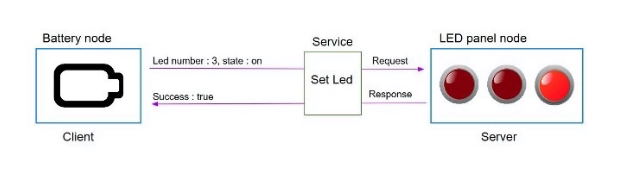 Battery node
Service
LED panel node
Led number : 3, state : on
Request
Set Led
Success : true
Response
Client
Server